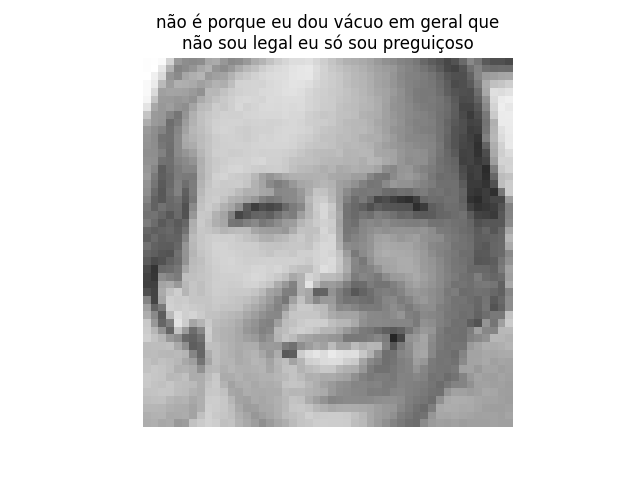 não é porque eu dou vácuo em geral que
não sou legal eu só sou preguiçoso